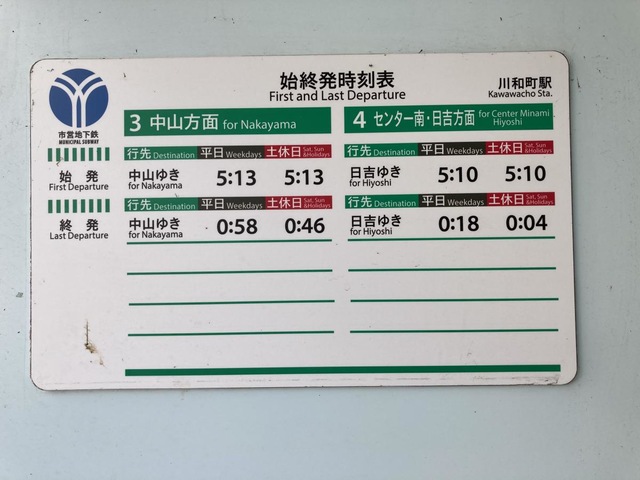 始終発時刻表
First and Last Departure
川和町駅
Kawawacho Sta.
市営地下鉄
MUNICIPAL SUBWAY
3 中山方面 for Nakayama
4 センター南・日吉方面 for Center Minami Hiyoshi
始発
First Departure
行先 Destination 平日 Weekdays 土休日 Sat, Sun &Holidays
中山ゆき 5:13 5:13
for Nakayama
行先 Destination 平日 Weekdays 土休日 Sat, Sun &Holidays
日吉ゆき 5:10 5:10
for Hiyoshi
終発
Last Departure
行先 Destination 平日 Weekdays 土休日 Sat, Sun &Holidays
中山ゆき 0:58 0:46
for Nakayama
行先 Destination 平日 Weekdays 土休日 Sat, Sun &Holidays
日吉ゆき 0:18 0:04
for Hiyoshi